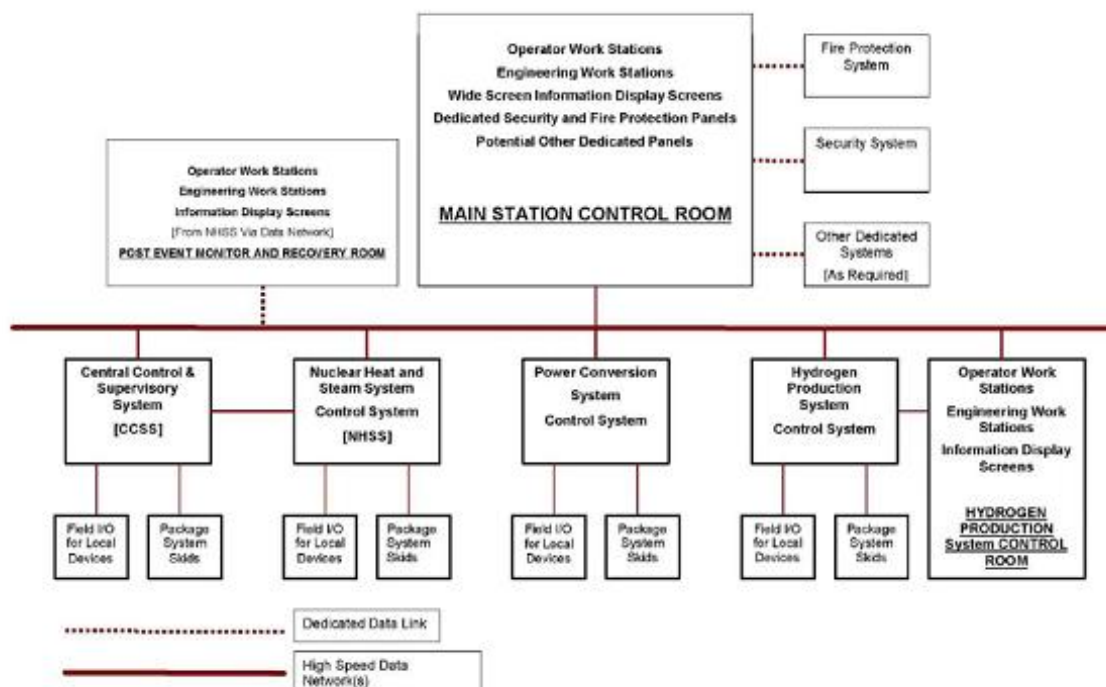 Operator Work Stations
Engineering Work Stations
Wide Screen Information Display Screens
Dedicated Security and Fire Protection Panels
Potential Other Dedicated Panels
MAIN STATION CONTROL ROOM
Fire Protection
System
Security System
Other Dedicated
Systems
[As Required]
Operator Work Stations
Engineering Work Stations
Information Display Screens
[From NHSS Via Data Network]
POST EVENT MONITOR AND RECOVERY ROOM
Central Control &
Supervisory
System
[CCSS]
Nuclear Heat and
Steam System
Control System
[NHSS]
Power Conversion
System
Control System
Hydrogen
Production
System
Control System
Operator Work
Stations
Engineering Work
Stations
Information Display
Screens
HYDROGEN
PRODUCTION
System CONTROL
ROOM
Field I/O
for Local
Devices
Package
System
Skids
Field I/O
for Local
Devices
Package
System
Skids
Field I/O
for Local
Devices
Package
System
Skids
Field I/O
for Local
Devices
Package
System
Skids
Dedicated Data Link
High Speed Data
Network(s)